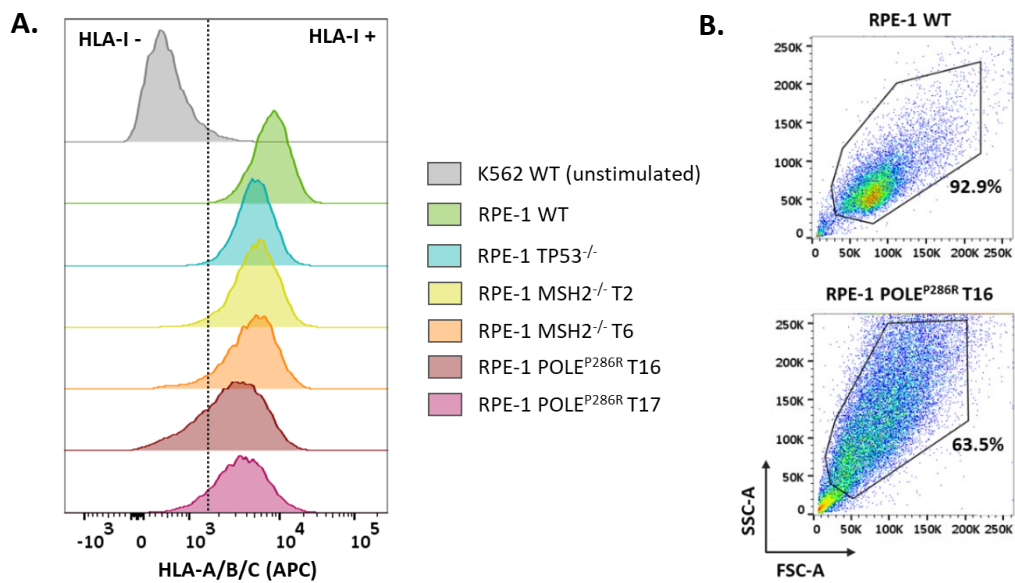 A.
HLA-I -
HLA-I +
-10³ 0 10³ 10⁴ 10⁵
HLA-A/B/C (APC)
K562 WT (unstimulated)
RPE-1 WT
RPE-1 TP53⁻/⁻
RPE-1 MSH2⁻/⁻ T2
RPE-1 MSH2⁻/⁻ T6
RPE-1 POLEᴾ²⁸⁶ᴿ T16
RPE-1 POLEᴾ²⁸⁶ᴿ T17
B.
RPE-1 WT
250K
200K
150K
100K
50K
0
92.9%
0 50K 100K 150K 200K 250K
RPE-1 POLEᴾ²⁸⁶ᴿ T16
250K
200K
150K
100K
50K
0
63.5%
0 50K 100K 150K 200K 250K
SSC-A
FSC-A